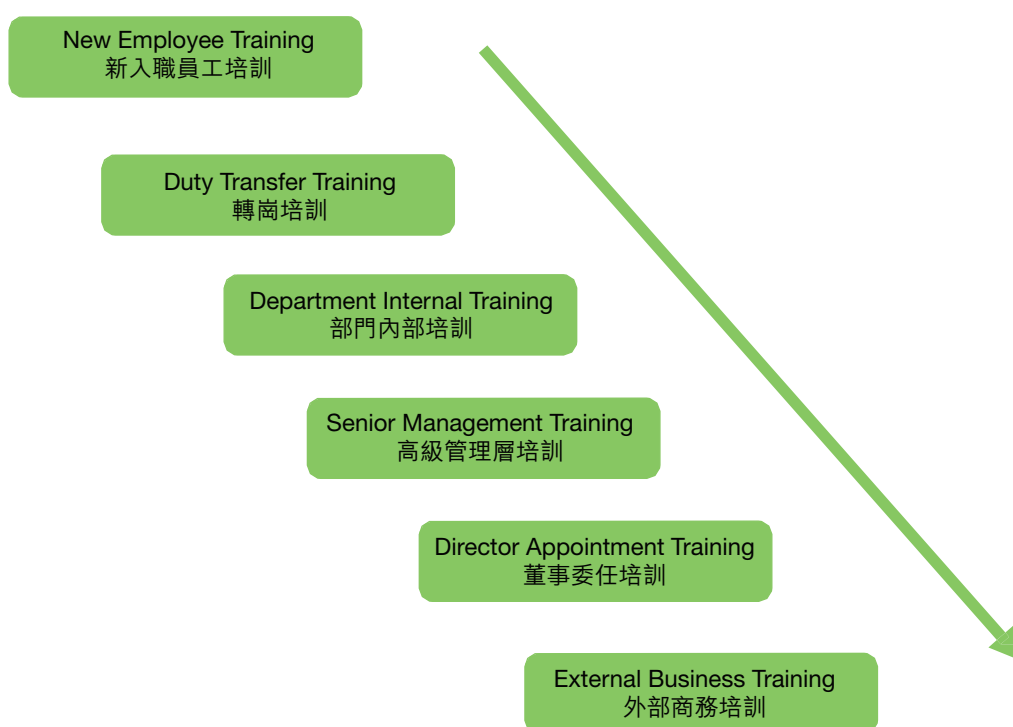 New Employee Training
新入職員工培訓
Duty Transfer Training
轉崗培訓
Department Internal Training
部門內部培訓
Senior Management Training
高級管理層培訓
Director Appointment Training
董事委任培訓
External Business Training
外部商務培訓